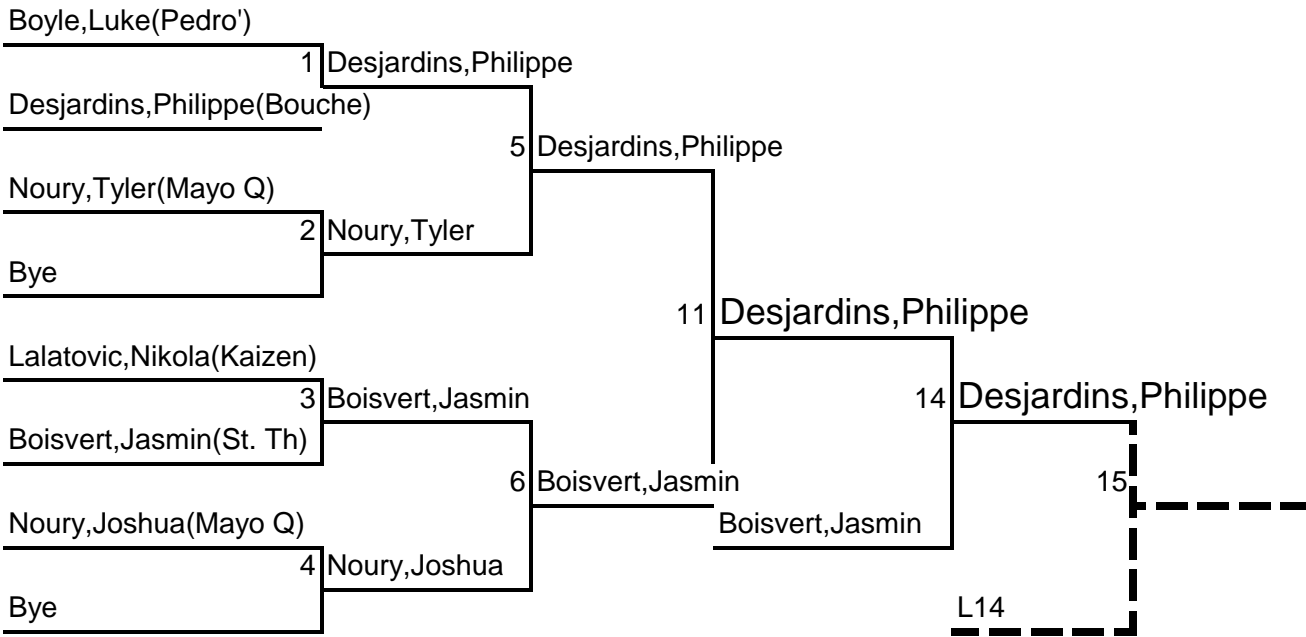 Boyle,Luke(Pedro')
1 Desjardins,Philippe
Desjardins,Philippe(Bouche)
5 Desjardins,Philippe
Noury,Tyler(Mayo Q)
2 Noury,Tyler
Bye
11 Desjardins,Philippe
Lalatovic,Nikola(Kaizen)
3 Boisvert,Jasmin
14 Desjardins,Philippe
Boisvert,Jasmin(St. Th)
6 Boisvert,Jasmin
15
Noury,Joshua(Mayo Q)
Boisvert,Jasmin
4 Noury,Joshua
Bye
L14